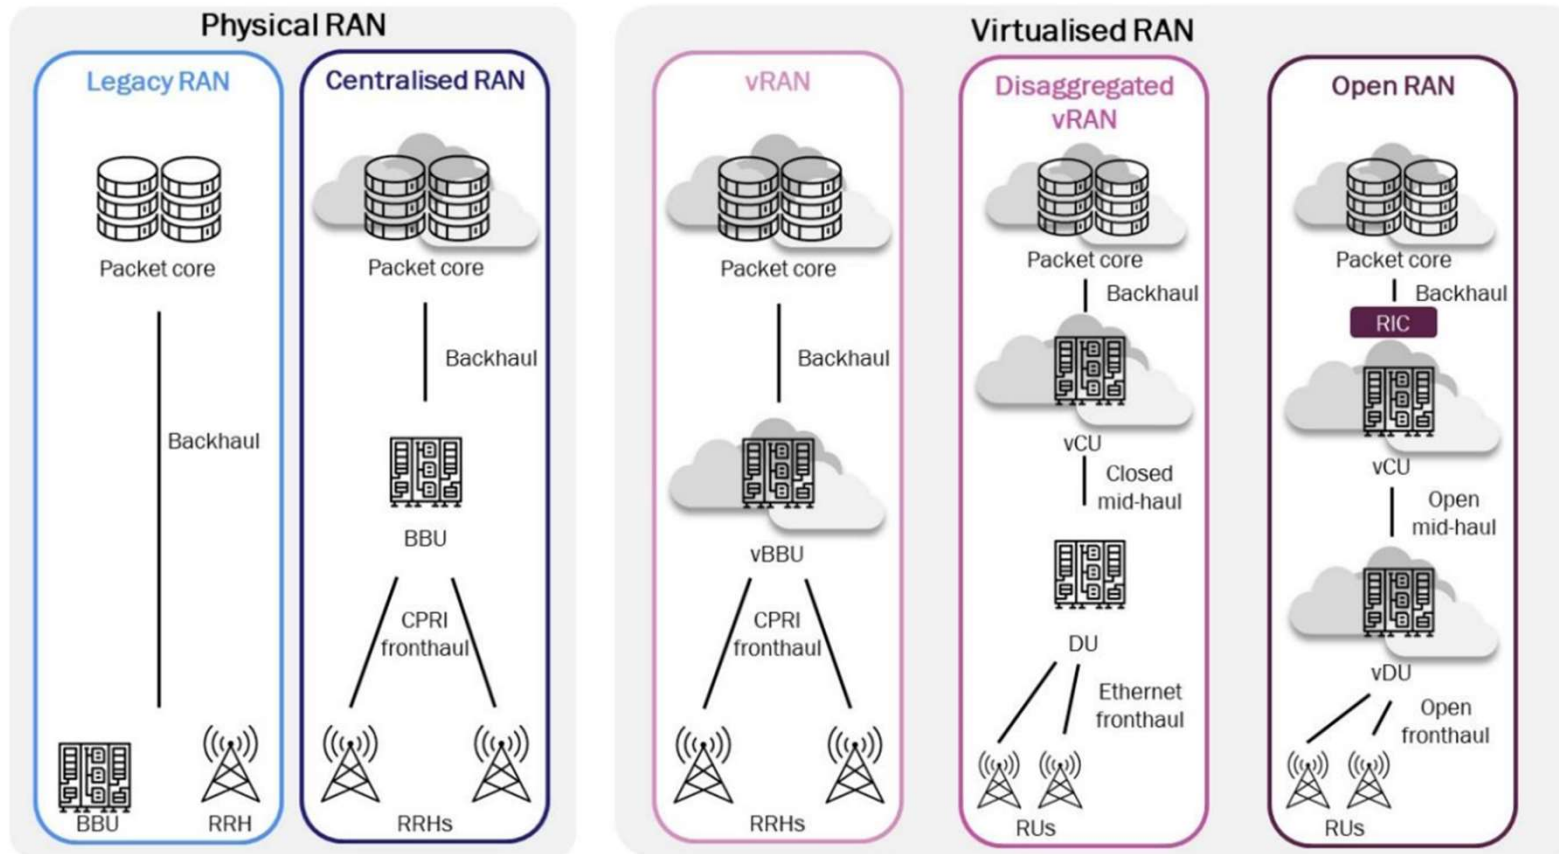 Physical RAN
Legacy RAN
Packet core
Backhaul
BBU
RRH
Centralised RAN
Packet core
Backhaul
BBU
CPRI
fronthaul
RRHs
Virtualised RAN
vRAN
Packet core
Backhaul
vBBU
CPRI
fronthaul
RRHs
Disaggregated
vRAN
Packet core
Backhaul
vCU
Closed
mid-haul
DU
Ethernet
fronthaul
RUs
Open RAN
Packet core
Backhaul
RIC
vCU
Open
mid-haul
vDU
Open
fronthaul
RUs